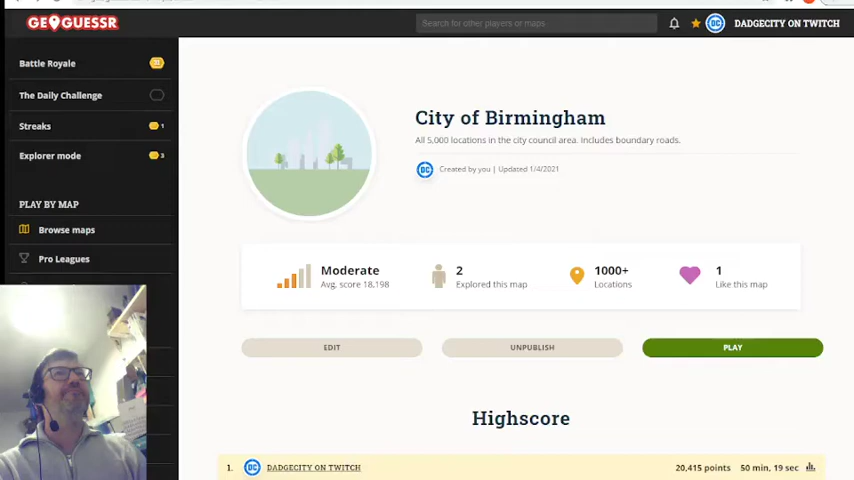 GEOGUESSR
Search for other players or maps
DADGECITY ON TWITCH
Battle Royale
The Daily Challenge
Streaks
1
Explorer mode
3
PLAY BY MAP
Browse maps
Pro Leagues
City of Birmingham
All 5,000 locations in the city council area. Includes boundary roads.
DC Created by you | Updated 1/4/2021
Moderate
Avg. score 18,198
2
Explored this map
1000+
Locations
1
Like this map
EDIT
UNPUBLISH
PLAY
Highscore
1. DC DADGECITY ON TWITCH 20,415 points 50 min, 19 sec